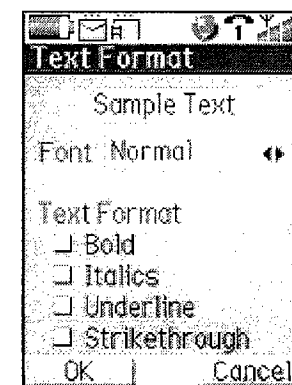 Text Format
Sample Text
Font Normal
Text Format
Bold
Italics
Underline
Strikethrough
OK Cancel